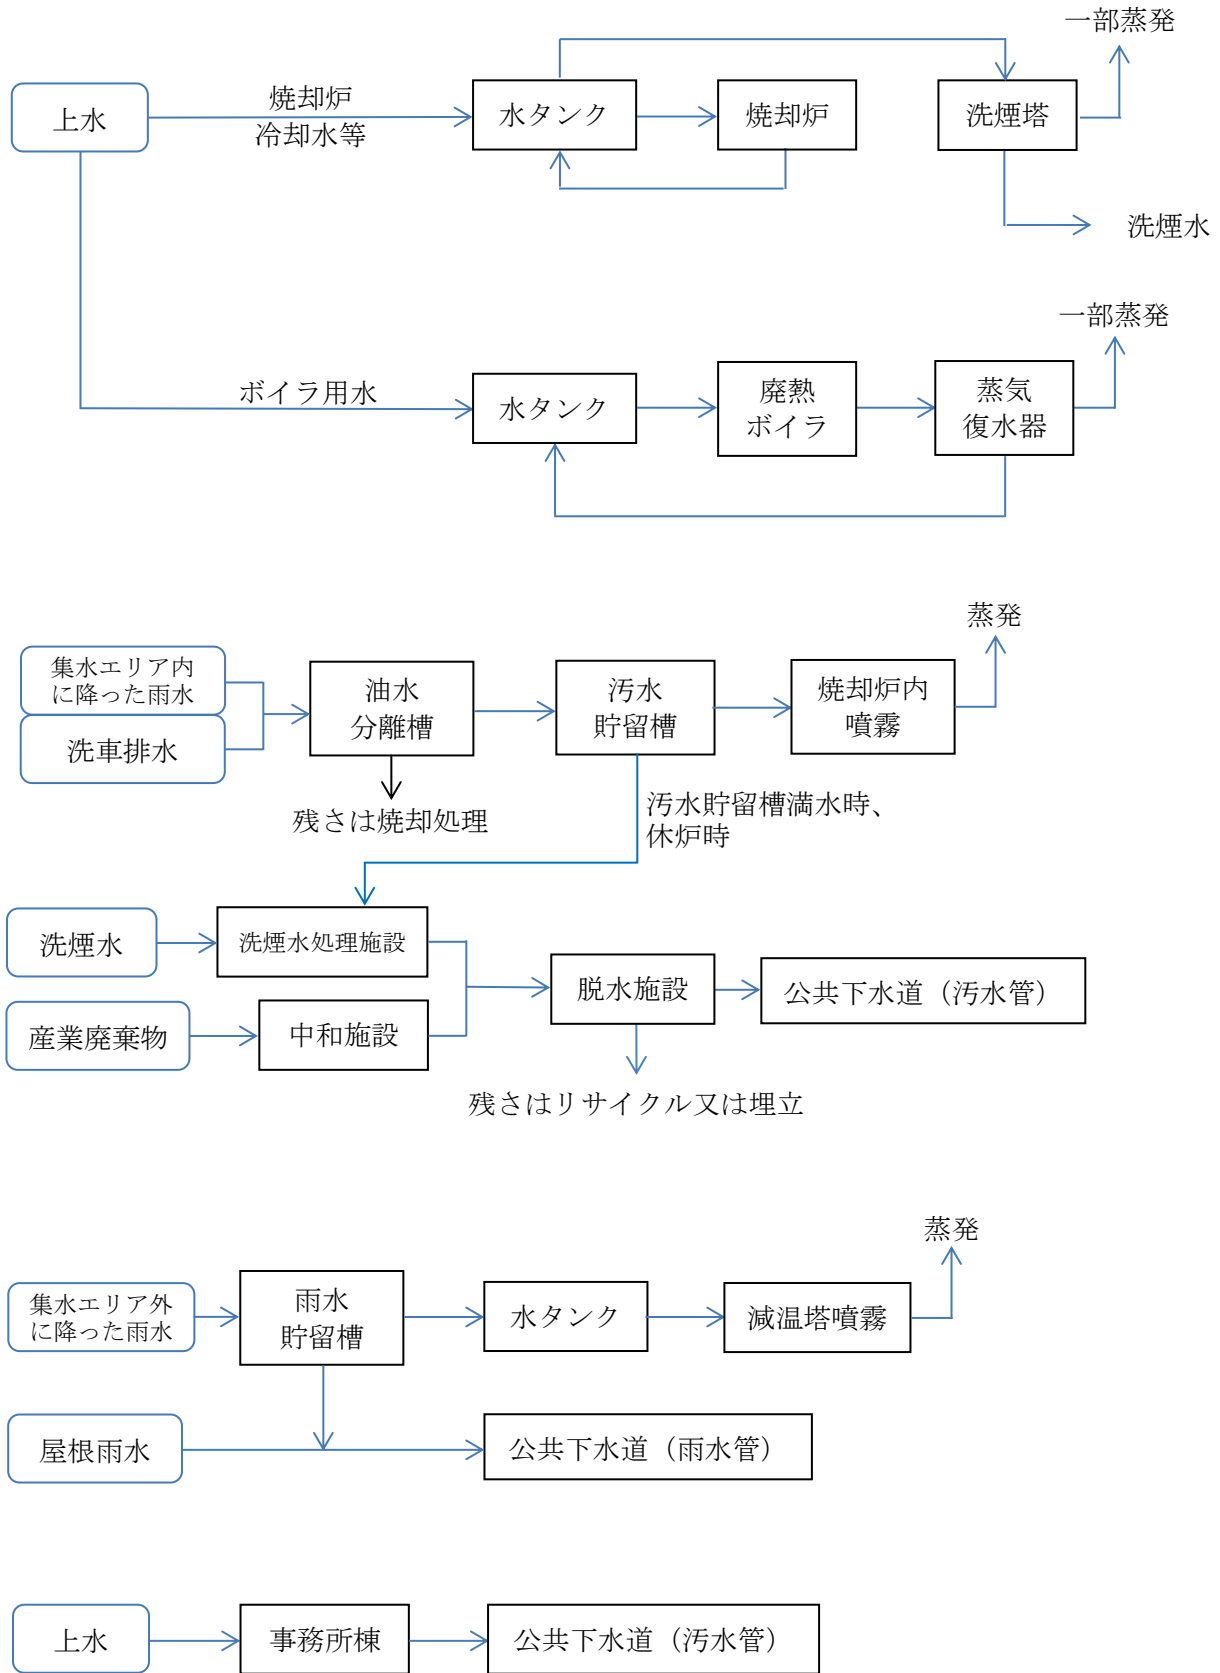 一部蒸発
上水
焼却炉
冷却水等
水タンク
焼却炉
洗煙塔
洗煙水
一部蒸発
ボイラ用水
水タンク
廃熱
ボイラ
蒸気
復水器
蒸発
集水エリア内
に降った雨水
洗車排水
油水
分離槽
汚水
貯留槽
焼却炉内
噴霧
残さは焼却処理
汚水貯留槽満水時、
休炉時
洗煙水
洗煙水処理施設
脱水施設
公共下水道（汚水管）
産業廃棄物
中和施設
残さはリサイクル又は埋立
蒸発
集水エリア外
に降った雨水
雨水
貯留槽
水タンク
減温塔噴霧
屋根雨水
公共下水道（雨水管）
上水
事務所棟
公共下水道（汚水管）